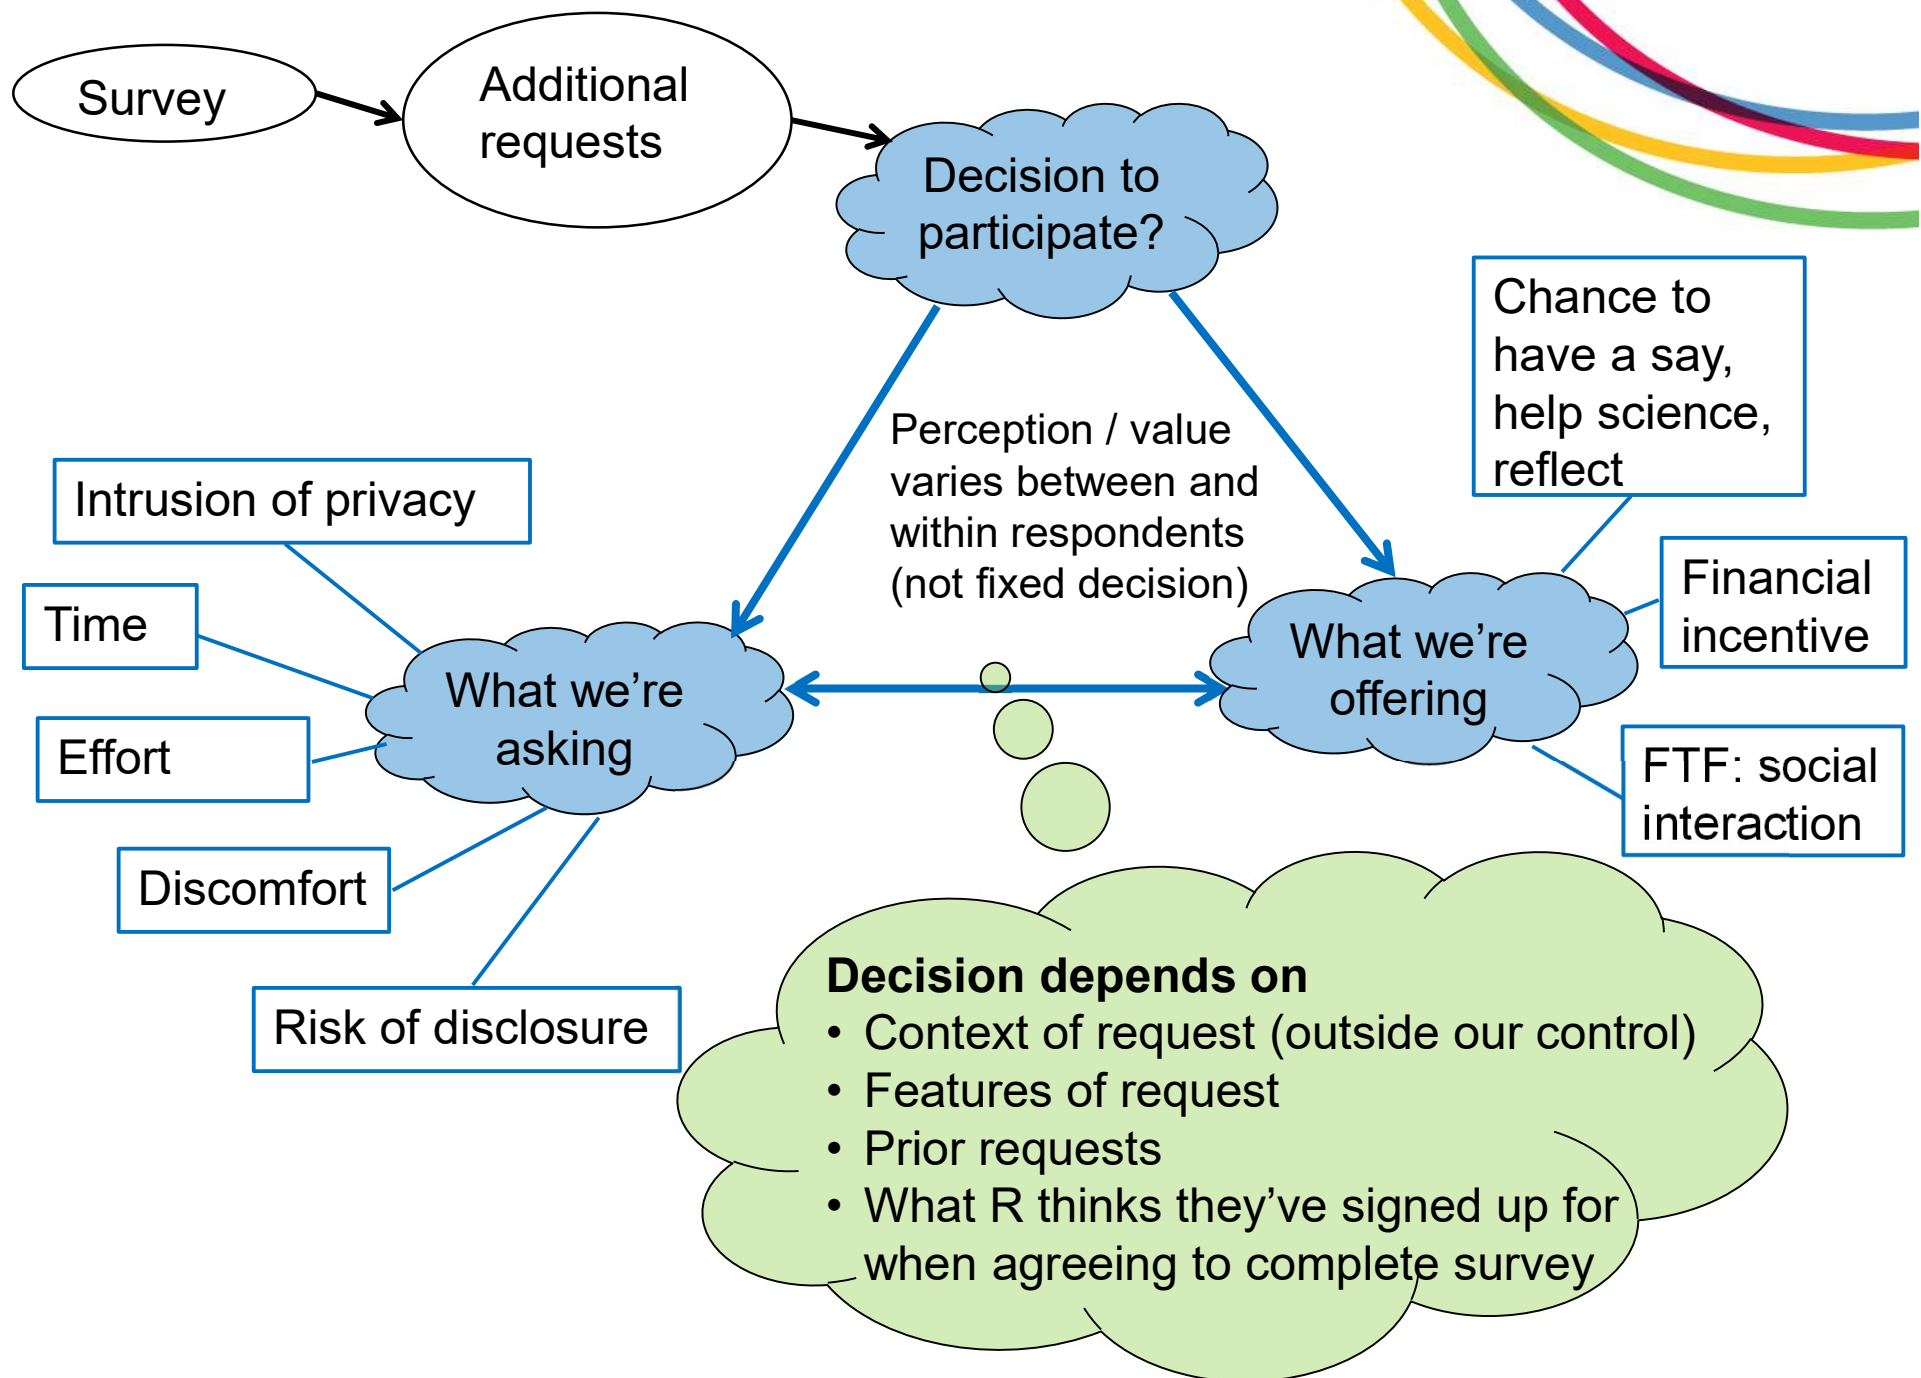 Survey
Additional
requests
Decision to
participate?
Chance to
have a say,
help science,
reflect
Perception / value
varies between and
within respondents
(not fixed decision)
Intrusion of privacy
Time
Effort
Discomfort
Risk of disclosure
What we’re
asking
What we’re
offering
Financial
incentive
FTF: social
interaction
Decision depends on
• Context of request (outside our control)
• Features of request
• Prior requests
• What R thinks they’ve signed up for
when agreeing to complete survey